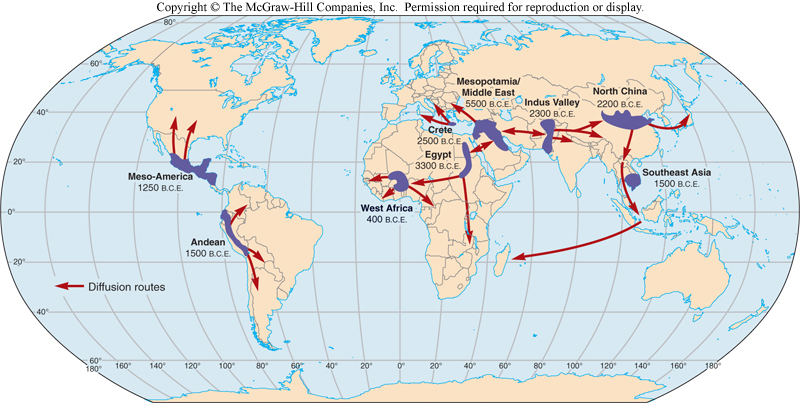 Copyright © The McGraw-Hill Companies, Inc. Permission required for reproduction or display.
80°
60°
40°
20°
0°
20°
40°
60°
Mesopotamia/
Middle East
5500 B.C.E.
Indus Valley
2300 B.C.E.
North China
2200 B.C.E.
Crete
2500 B.C.E.
Egypt
3300 B.C.E.
Meso-America
1250 B.C.E.
Southeast Asia
1500 B.C.E.
West Africa
400 B.C.E.
Andean
1500 B.C.E.
Diffusion routes
180° 160° 140° 120° 100° 80° 60° 40° 20° 0° 20° 40° 60° 80° 100° 120° 140° 160° 180°